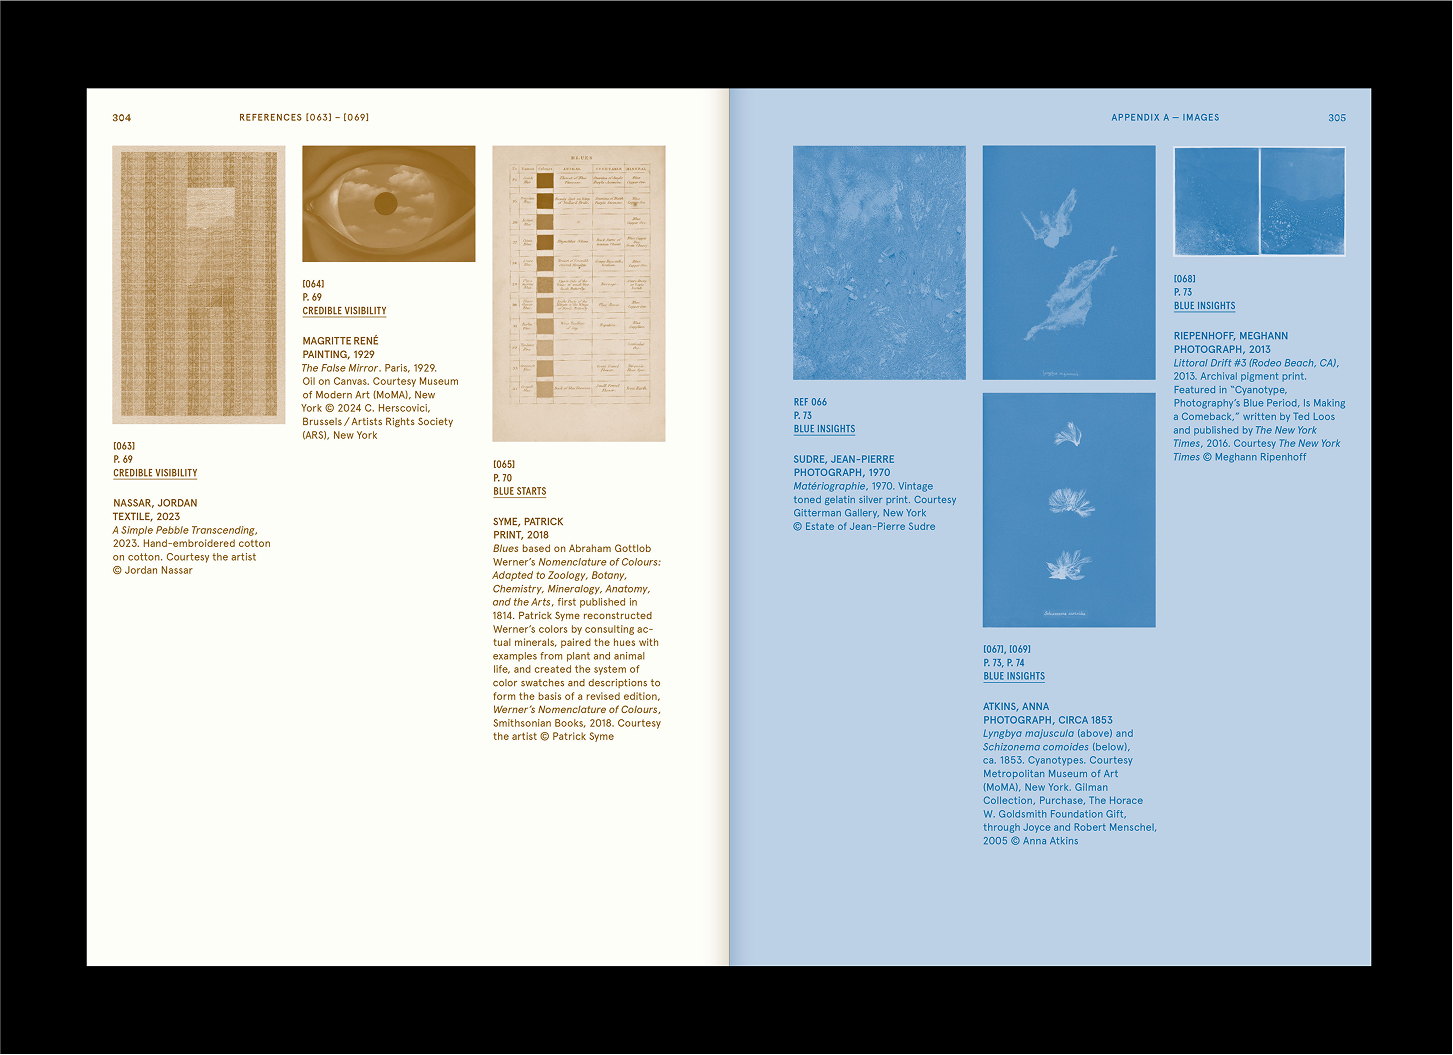 304
REFERENCES [063] – [069]
[063]
P. 69
CREDIBLE VISIBILITY
NASSAR, JORDAN
TEXTILE, 2023
A Simple Pebble Transcending,
2023. Hand-embroidered cotton
on cotton. Courtesy the artist
© Jordan Nassar
[064]
P. 69
CREDIBLE VISIBILITY
MAGRITTE RENÉ
PAINTING, 1929
The False Mirror. Paris, 1929.
Oil on Canvas. Courtesy Museum
of Modern Art (MoMA), New
York © 2024 C. Herscovici,
Brussels / Artists Rights Society
(ARS), New York
BLUES
[065]
P. 70
BLUE STARTS
SYME, PATRICK
PRINT, 2018
Blues based on Abraham Gottlob
Werner's Nomenclature of Colours:
Adapted to Zoology, Botany,
Chemistry, Mineralogy, Anatomy,
and the Arts, first published in
1814. Patrick Syme reconstructed
Werner's colors by consulting ac-
tual minerals, paired the hues with
examples from plant and animal
life, and created the system of
color swatches and descriptions to
form the basis of a revised edition,
Werner's Nomenclature of Colours,
Smithsonian Books, 2018. Courtesy
the artist © Patrick Syme
APPENDIX A — IMAGES
305
REF 066
P. 73
BLUE INSIGHTS
SUDRE, JEAN-PIERRE
PHOTOGRAPH, 1970
Matériographie, 1970. Vintage
toned gelatin silver print. Courtesy
Gitterman Gallery, New York
© Estate of Jean-Pierre Sudre
Schizonema comoides
[067], [069]
P. 73, P. 74
BLUE INSIGHTS
ATKINS, ANNA
PHOTOGRAPH, CIRCA 1853
Lyngbya majuscula (above) and
Schizonema comoides (below),
ca. 1853. Cyanotypes. Courtesy
Metropolitan Museum of Art
(MoMA), New York. Gilman
Collection, Purchase, The Horace
W. Goldsmith Foundation Gift,
through Joyce and Robert Menschel,
2005 © Anna Atkins
[068]
P. 73
BLUE INSIGHTS
RIEPENHOFF, MEGHANN
PHOTOGRAPH, 2013
Littoral Drift #3 (Rodeo Beach, CA),
2013. Archival pigment print.
Featured in “Cyanotype,
Photography's Blue Period, Is Making
a Comeback,” written by Ted Loos
and published by The New York
Times, 2016. Courtesy The New York
Times © Meghann Ripenhoff